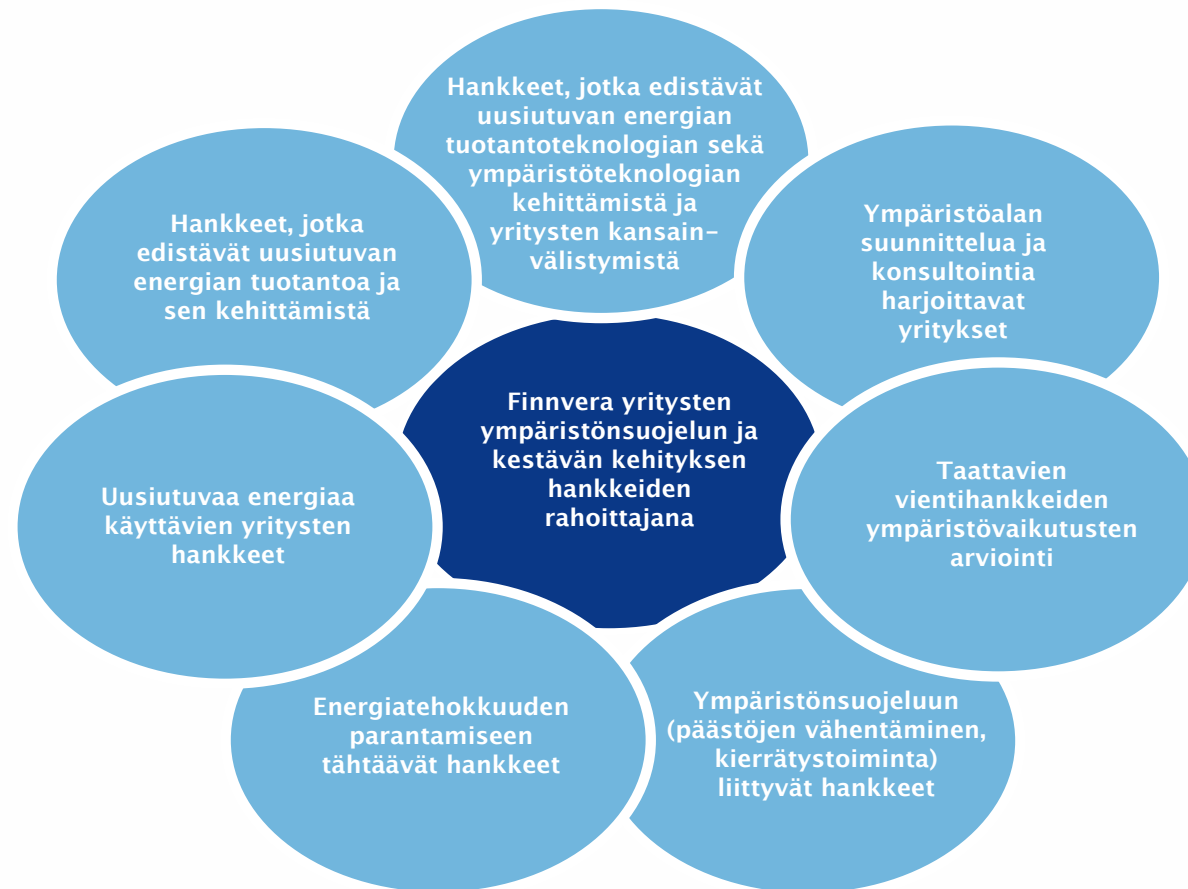 Hankkeet, jotka edistävät
uusiutuvan energian
tuotantoteknologian sekä
ympäristöteknologian
kehittämistä ja
yritysten kansain-
välistymistä
Ympäristöalan
suunnittelua ja
konsultointia
harjoittavat
yritykset
Taattavien
vientihankkeiden
ympäristövaikutusten
arviointi
Ympäristönsuojeluun
(päästöjen vähentäminen,
kierrätystoiminta)
liittyvät hankkeet
Energiatehokkuuden
parantamiseen
tähtäävät hankkeet
Uusiutuvaa energiaa
käyttävien yritysten
hankkeet
Hankkeet, jotka
edistävät uusiutuvan
energian tuotantoa ja
sen kehittämistä
Finnvera yritysten
ympäristönsuojelun ja
kestävän kehityksen
hankkeiden
rahoittajana